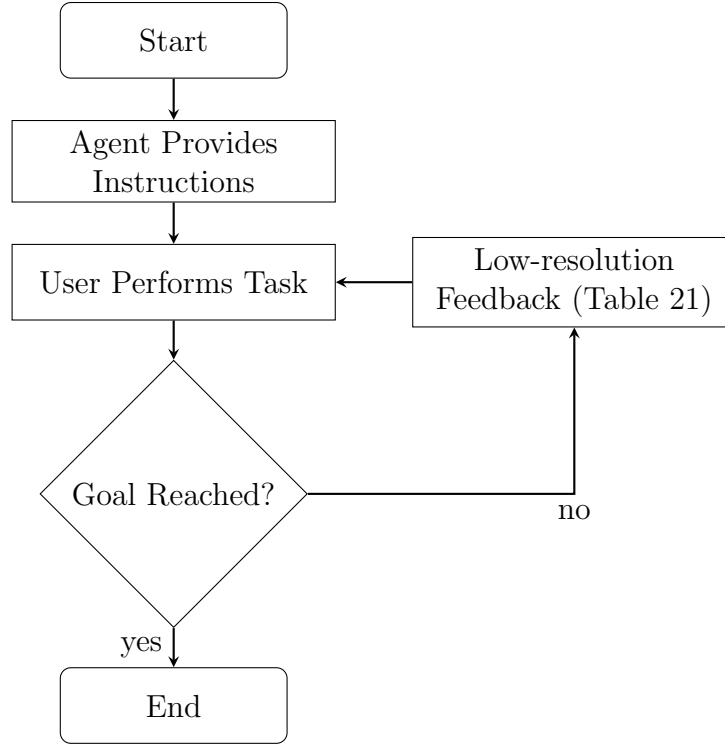 Start
Agent Provides
Instructions
User Performs Task
Low-resolution
Feedback (Table 21)
Goal Reached?
no
yes
End